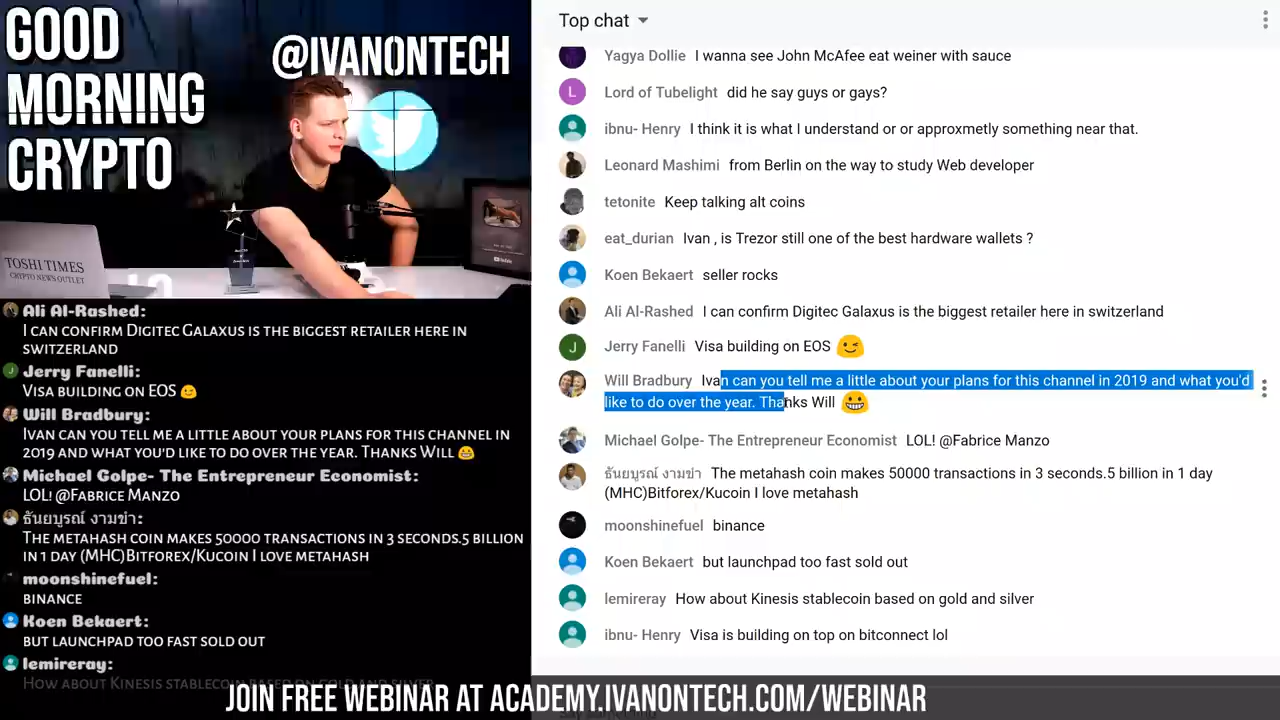 GOOD
MORNING
CRYPTO
@IVANONTECH
TOSHI TIMES
CRYPTO NEWS OUTLET
Ali Al-Rashed:
I CAN CONFIRM DIGITEC GALAXUS IS THE BIGGEST RETAILER HERE IN
SWITZERLAND
J Jerry Fanelli:
VISA BUILDING ON EOS 😉
Will Bradbury:
IVAN CAN YOU TELL ME A LITTLE ABOUT YOUR PLANS FOR THIS CHANNEL IN
2019 AND WHAT YOU'D LIKE TO DO OVER THE YEAR. THANKS WILL 😀
Michael Golpe- The Entrepreneur Economist:
LOL! @FABRICE MANZO
ธันยบูรณ์ งามขำ:
THE METAHASH COIN MAKES 50000 TRANSACTIONS IN 3 SECONDS.5 BILLION
IN 1 DAY (MHC)BITFOREX/KUCOIN I LOVE METAHASH
moonshinefuel:
BINANCE
Koen Bekaert:
BUT LAUNCHPAD TOO FAST SOLD OUT
lemireray:
HOW ABOUT KINESIS STABLECOIN BASED ON GOLD AND SILVER
Top chat
Yagya Dollie I wanna see John McAfee eat weiner with sauce
L Lord of Tubelight did he say guys or gays?
ibnu- Henry I think it is what I understand or or approxmetly something near that.
Leonard Mashimi from Berlin on the way to study Web developer
tetonite Keep talking alt coins
eat_durian Ivan , is Trezor still one of the best hardware wallets ?
Koen Bekaert seller rocks
Ali Al-Rashed I can confirm Digitec Galaxus is the biggest retailer here in switzerland
J Jerry Fanelli Visa building on EOS 😉
Will Bradbury Ivan can you tell me a little about your plans for this channel in 2019 and what you'd
like to do over the year. Thanks Will 😀
Michael Golpe- The Entrepreneur Economist LOL! @Fabrice Manzo
ธันยบูรณ์ งามขำ The metahash coin makes 50000 transactions in 3 seconds.5 billion in 1 day
(MHC)Bitforex/Kucoin I love metahash
moonshinefuel binance
Koen Bekaert but launchpad too fast sold out
lemireray How about Kinesis stablecoin based on gold and silver
ibnu- Henry Visa is building on top on bitconnect lol
JOIN FREE WEBINAR AT ACADEMY.IVANONTECH.COM/WEBINAR